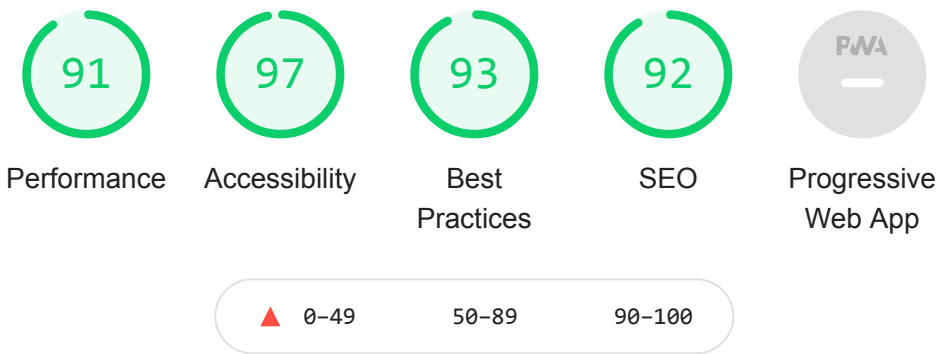 91 97 93 92 PWA
Performance Accessibility Best Practices SEO Progressive Web App
0–49 50–89 90–100